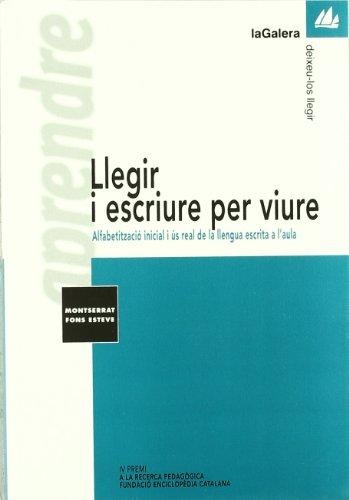 laGalera
deixeu-los llegir
aprendre
Llegir
i escriure per viure
Alfabetització inicial i ús real de la llengua escrita a l'aula
MONTSERRAT
FONS ESTEVE
IV PREMI
A LA RECERCA PEDAGÒGICA
FUNDACIÓ ENCICLOPÈDIA CATALANA